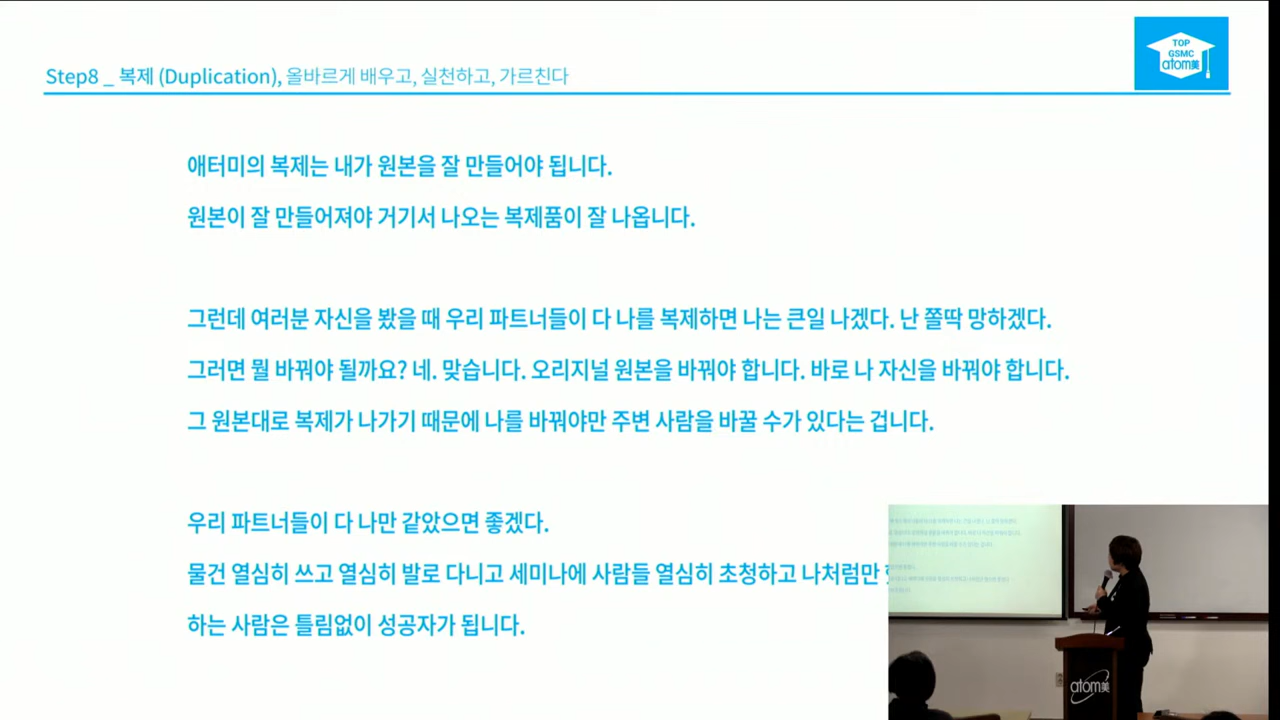 TOP
GSMC
atom美
Step8 _ 복제 (Duplication), 올바르게 배우고, 실천하고, 가르친다
애터미의 복제는 내가 원본을 잘 만들어야 됩니다.
원본이 잘 만들어져야 거기서 나오는 복제품이 잘 나옵니다.
그런데 여러분 자신을 봤을 때 우리 파트너들이 다 나를 복제하면 나는 큰일 나겠다. 난 쫄딱 망하겠다.
그러면 뭘 바꿔야 될까요? 네. 맞습니다. 오리지널 원본을 바꿔야 합니다. 바로 나 자신을 바꿔야 합니다.
그 원본대로 복제가 나가기 때문에 나를 바꿔야만 주변 사람을 바꿀 수가 있다는 겁니다.
우리 파트너들이 다 나만 같았으면 좋겠다.
물건 열심히 쓰고 열심히 발로 다니고 세미나에 사람들 열심히 초청하고 나처럼만
하는 사람은 틀림없이 성공자가 됩니다.
atom美